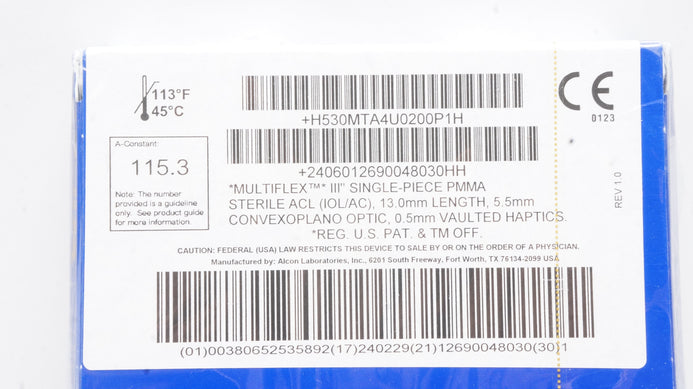 113°F
45°C
+H530MTA4U0200P1H
CE
0123
A-Constant:
115.3
Note: The number
provided is a guideline
only. See product guide
for more information.
+2406012690048030HH
*MULTIFLEX™* III" SINGLE-PIECE PMMA
STERILE ACL (IOL/AC), 13.0mm LENGTH, 5.5mm
CONVEXOPLANO OPTIC, 0.5mm VAULTED HAPTICS.
*REG. U.S. PAT. & TM OFF.
REV 1.0
CAUTION: FEDERAL (USA) LAW RESTRICTS THIS DEVICE TO SALE BY OR ON THE ORDER OF A PHYSICIAN.
Manufactured by: Alcon Laboratories, Inc., 6201 South Freeway, Fort Worth, TX 76134-2099 USA
(01)00380652535892(17)240229(21)12690048030(30)1